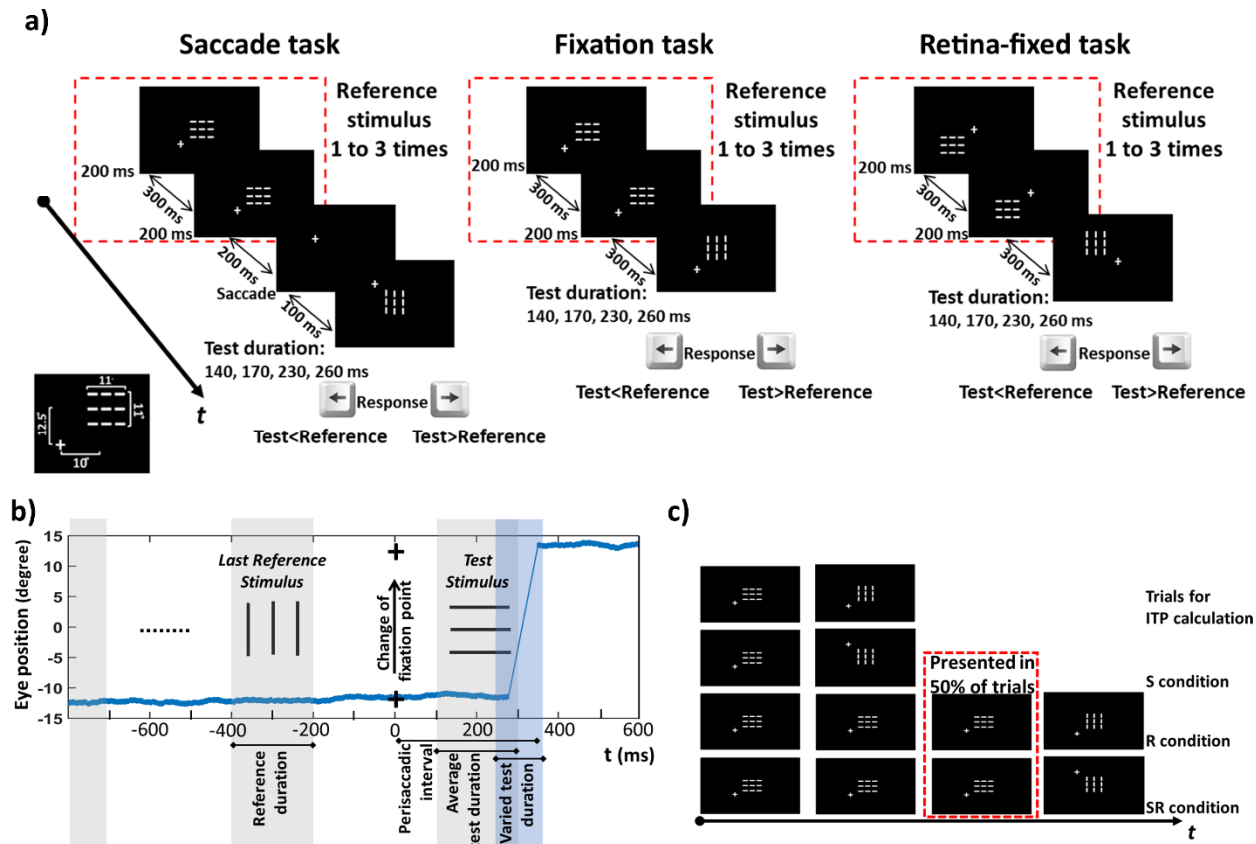 a)
Saccade task
Fixation task
Retina-fixed task
Reference
stimulus
1 to 3 times
200 ms
300 ms
200 ms
200 ms
Saccade
100 ms
Test duration:
140, 170, 230, 260 ms
Response
Test<Reference
Test>Reference
Reference
stimulus
1 to 3 times
200 ms
300 ms
200 ms
300 ms
Test duration:
140, 170, 230, 260 ms
Response
Test<Reference
Test>Reference
Reference
stimulus
1 to 3 times
200 ms
300 ms
200 ms
300 ms
Test duration:
140, 170, 230, 260 ms
Response
Test<Reference
Test>Reference
t
11°
11°
12.5°
10°
b)
Eye position (degree)
15
10
5
0
-5
-10
-15
Last Reference
Stimulus
Change of
fixation point
Test
Stimulus
-600
-400
-200
0
200
400
600
t (ms)
Reference
duration
Perisaccadic
interval
Average
test duration
Varied test
duration
c)
Trials for
ITP calculation
S condition
Presented in
50% of trials
R condition
SR condition
t